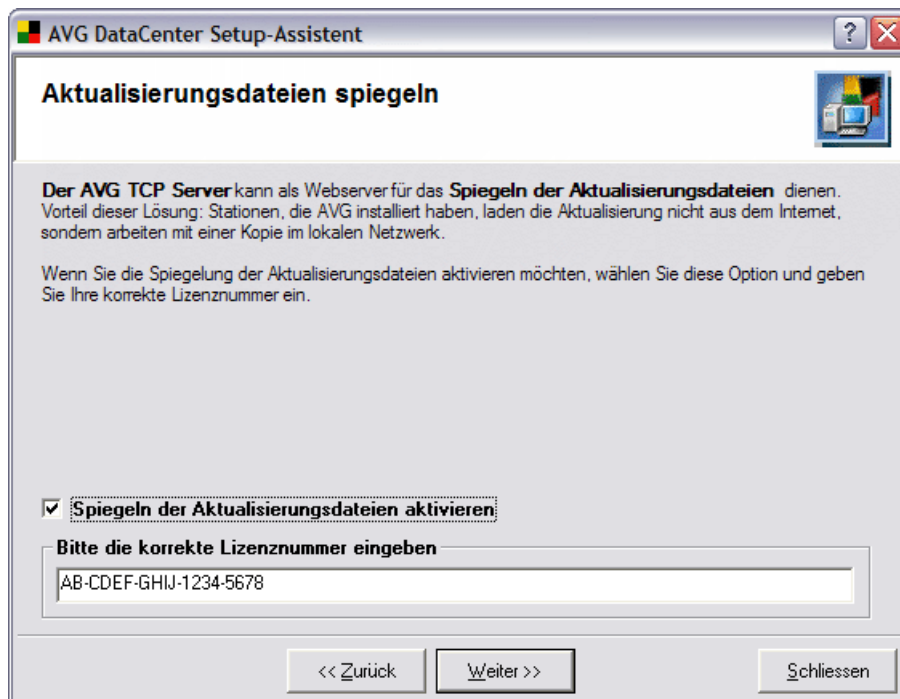 AVG DataCenter Setup-Assistent
Aktualisierungsdateien spiegeln
Der AVG TCP Server kann als Webserver für das Spiegeln der Aktualisierungsdateien dienen.
Vorteil dieser Lösung: Stationen, die AVG installiert haben, laden die Aktualisierung nicht aus dem Internet,
sondern arbeiten mit einer Kopie im lokalen Netzwerk.
Wenn Sie die Spiegelung der Aktualisierungsdateien aktivieren möchten, wählen Sie diese Option und geben
Sie Ihre korrekte Lizenznummer ein.
Spiegeln der Aktualisierungsdateien aktivieren
Bitte die korrekte Lizenznummer eingeben
AB-CDEF-GHIJ-1234-5678
<< Zurück Weiter >> Schliessen